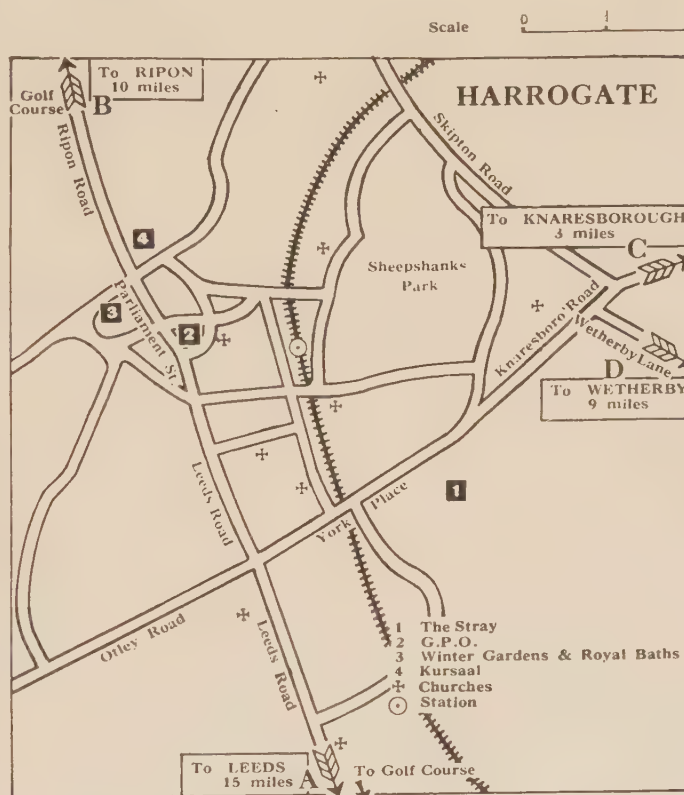 Scale 0 1
HARROGATE
To RIPON
10 miles
Golf
Course
B
Ripon Road
Skipton Road
To KNARESBOROUGH
3 miles
C
4
Sheepshanks
Park
3
Parliament St.
2
Knaresboro' Road
Wetherby Lane
D
To WETHERBY
9 miles
Leeds Road
1
York Place
Otley Road
Leeds Road
1 The Stray
2 G.P.O.
3 Winter Gardens & Royal Baths
4 Kursaal
Churches
Station
To LEEDS
15 miles
A
To Golf Course